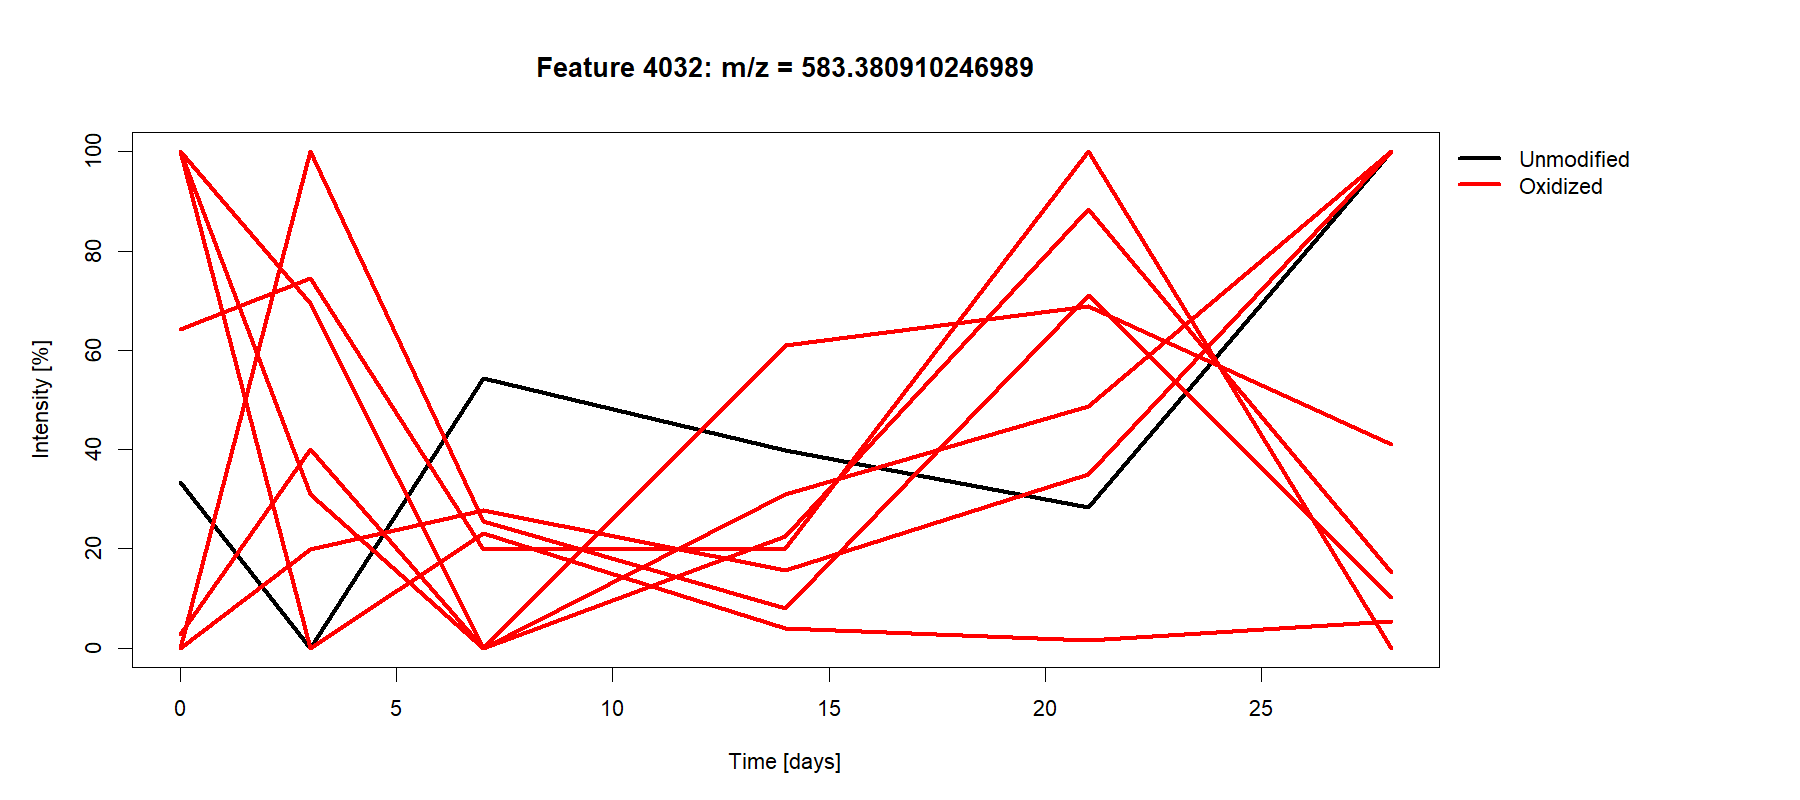 Feature 4032: m/z = 583.380910246989
Unmodified
Oxidized
Intensity [%]
100
80
60
40
20
0
0 5 10 15 20 25
Time [days]